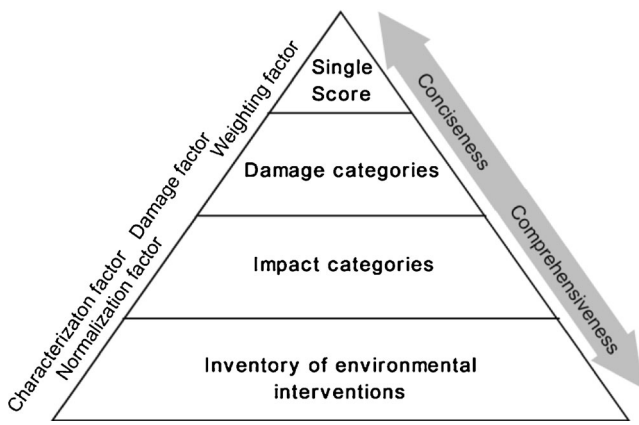 Single
Score
Damage categories
Impact categories
Inventory of environmental
interventions
Weighting factor
Damage factor
Characterizaton factor
Normalization factor
Conciseness
Comprehensiveness